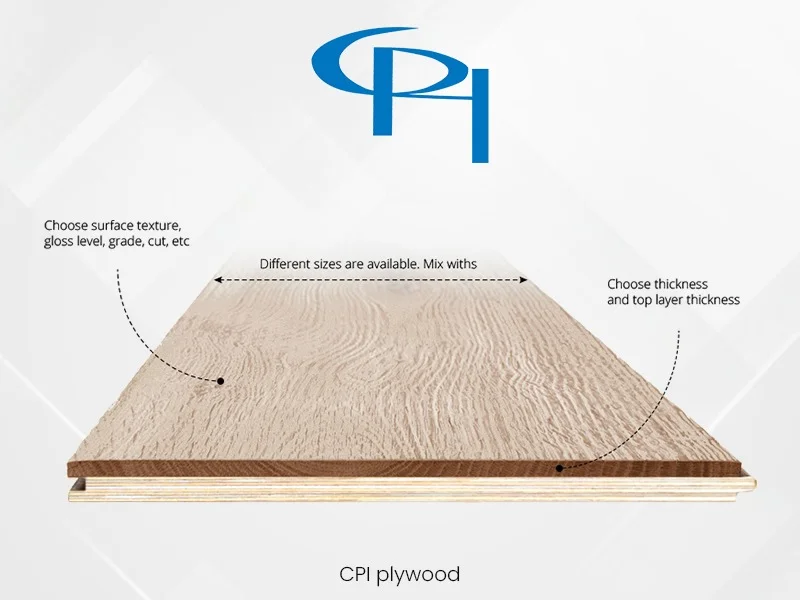 CPI
Choose surface texture,
gloss level, grade, cut, etc
Different sizes are available. Mix withs
Choose thickness
and top layer thickness
CPI plywood